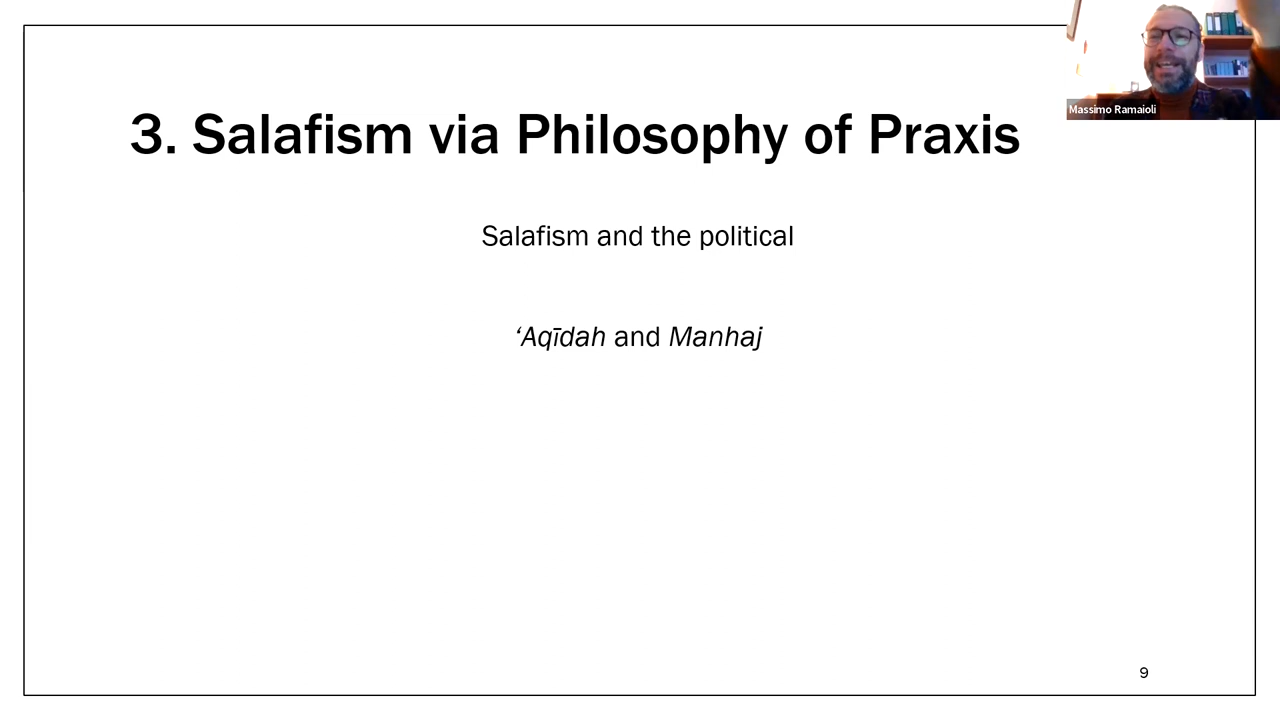 3. Salafism via Philosophy of Praxis
Massimo Ramaioli
Salafism and the political
‘Aqīdah and Manhaj
9